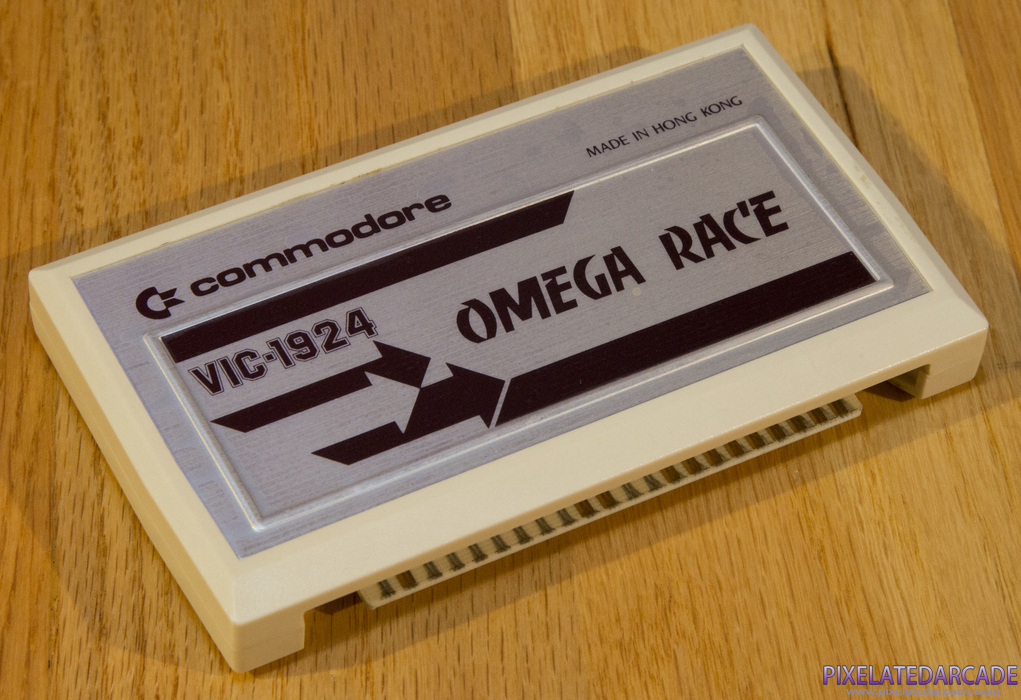 MADE IN HONG KONG
commodore
VIC-1924
OMEGA RACE
PIXELATEDARCADE